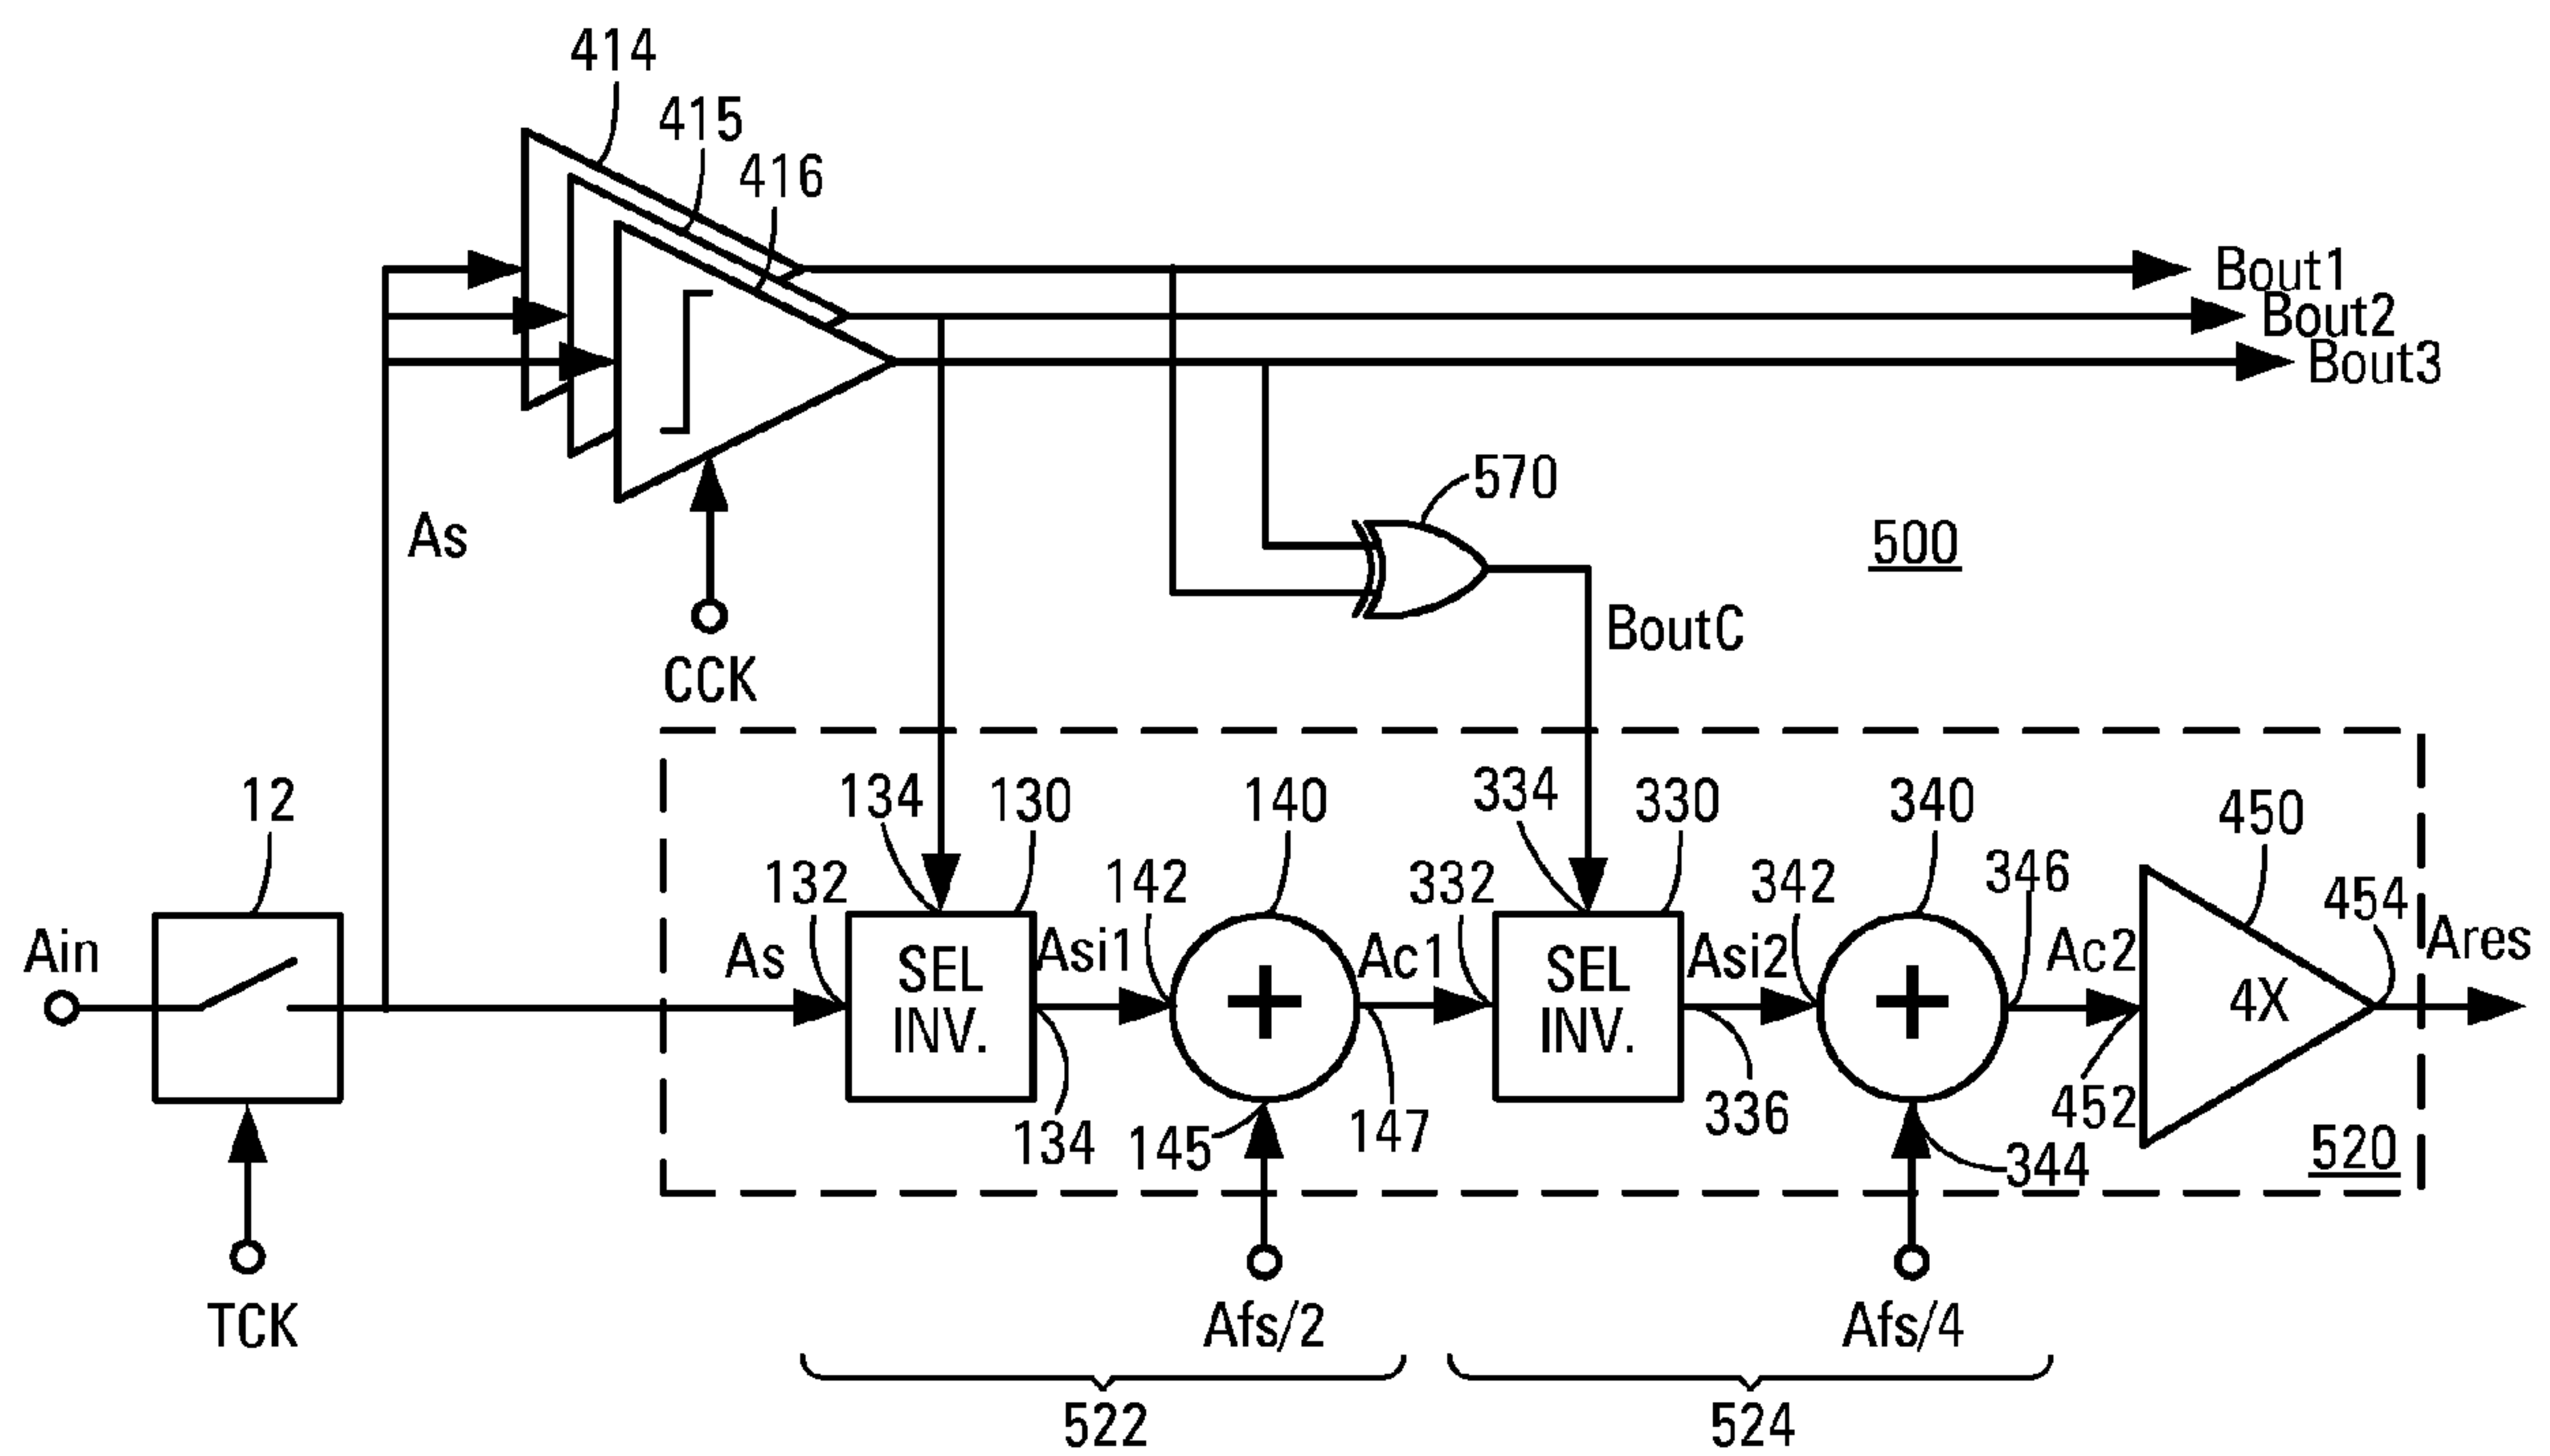 414
415
416
Bout1
Bout2
Bout3
570
As
500
BoutC
CCK
12
134
130
140
334
330
340
450
132
142
332
342
346
454
Ain
As
SEL
INV.
Asi1
+
Ac1
SEL
INV.
Asi2
+
Ac2
4X
Ares
134
145
147
336
452
344
520
TCK
Afs/2
Afs/4
522
524